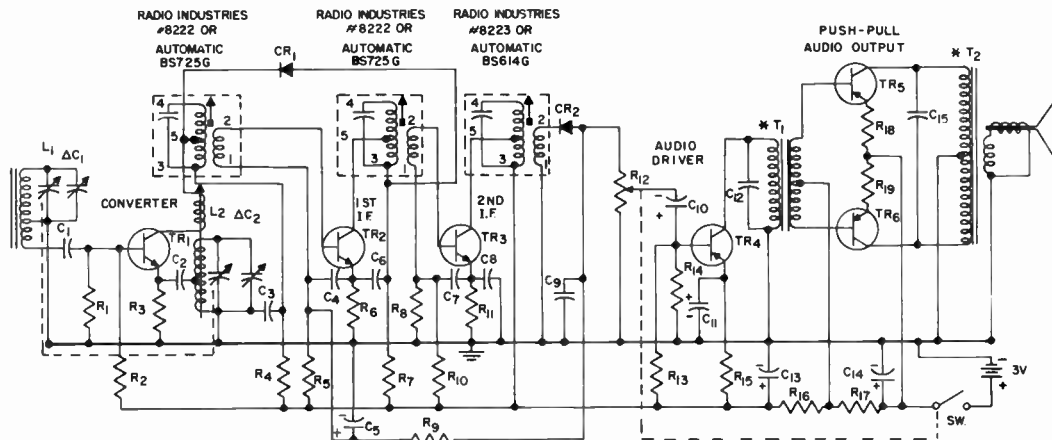 RADIO INDUSTRIES
#8222 OR
AUTOMATIC
BS725G
RADIO INDUSTRIES
#8222 OR
AUTOMATIC
BS725G
RADIO INDUSTRIES
#8223 OR
AUTOMATIC
BS614G
PUSH-PULL
AUDIO OUTPUT
* T2
CR1
CR2
4
5
3
2
1
4
5
3
2
1
4
5
3
2
1
TR5
R18
C15
R19
TR6
* T1
AUDIO
DRIVER
L1
ΔC1
CONVERTER
L2
ΔC2
1ST
I.F.
2ND
I.F.
R12
C10
C12
C1
TR1
TR2
TR3
TR4
C2
C3
C4
C6
C7
C8
C9
R14
C11
R1
R3
R6
R8
R11
R2
R4
R5
R7
R10
R13
R15
C13
R16
C14
R17
3V
SW.
C5
R9
-
+
-
+
-
+
-
+
-
+
-
+